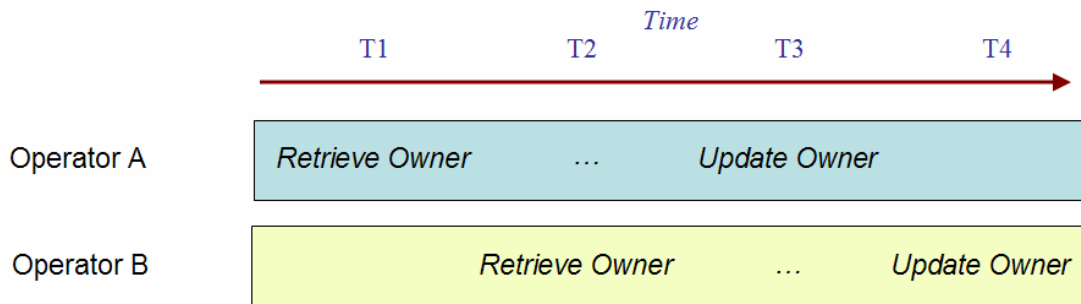 Time
T1 T2 T3 T4
Operator A Retrieve Owner ... Update Owner
Operator B Retrieve Owner ... Update Owner